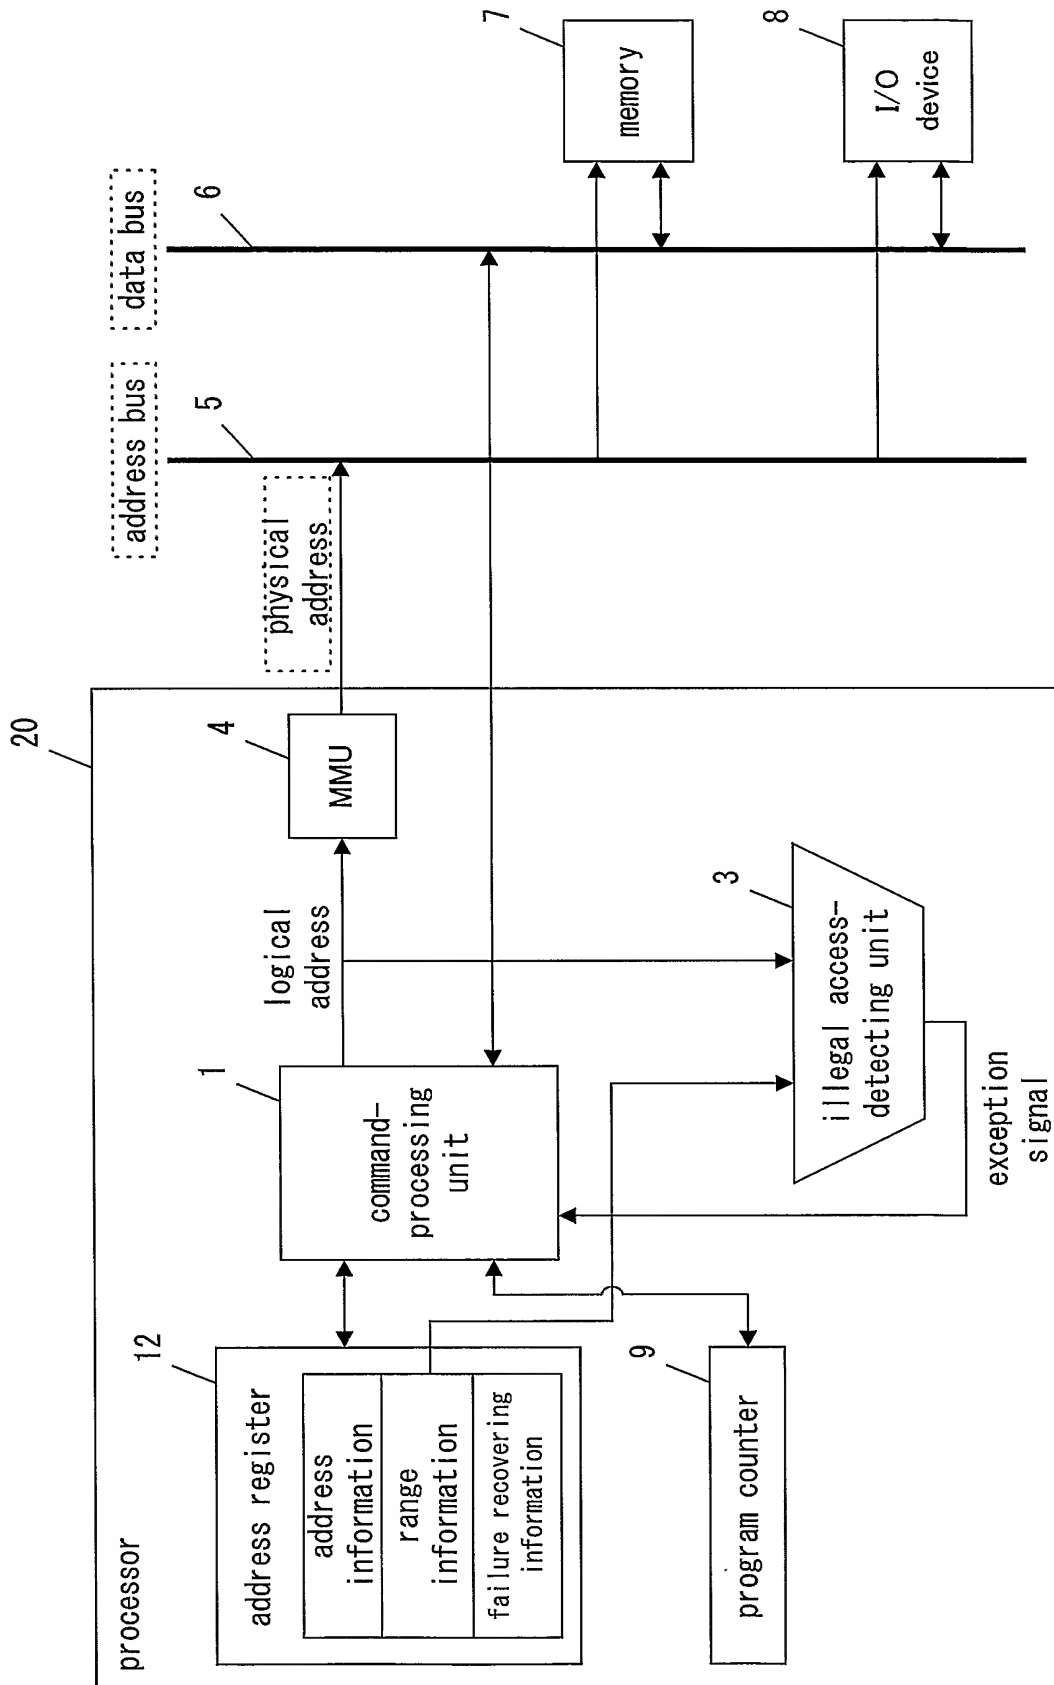 processor
20
address register
12
address
information
range
information
failure recovering
information
program counter
9
command-
processing
unit
1
logical
address
MMU
4
illegal access-
detecting unit
3
exception
signal
physical
address
address bus
5
data bus
6
memory
7
I/O
device
8